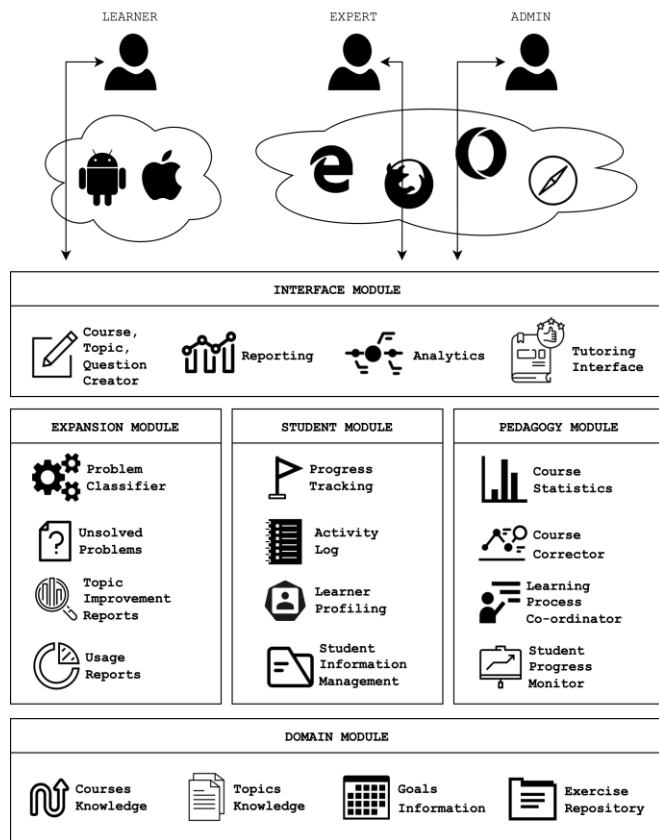 LEARNER
EXPERT
ADMIN
INTERFACE MODULE
Course,
Topic,
Question
Creator
Reporting
Analytics
Tutoring
Interface
EXPANSION MODULE
Problem
Classifier
Unsolved
Problems
Topic
Improvement
Reports
Usage
Reports
STUDENT MODULE
Progress
Tracking
Activity
Log
Learner
Profiling
Student
Information
Management
PEDAGOGY MODULE
Course
Statistics
Course
Corrector
Learning
Process
Co-ordinator
Student
Progress
Monitor
DOMAIN MODULE
Courses
Knowledge
Topics
Knowledge
Goals
Information
Exercise
Repository